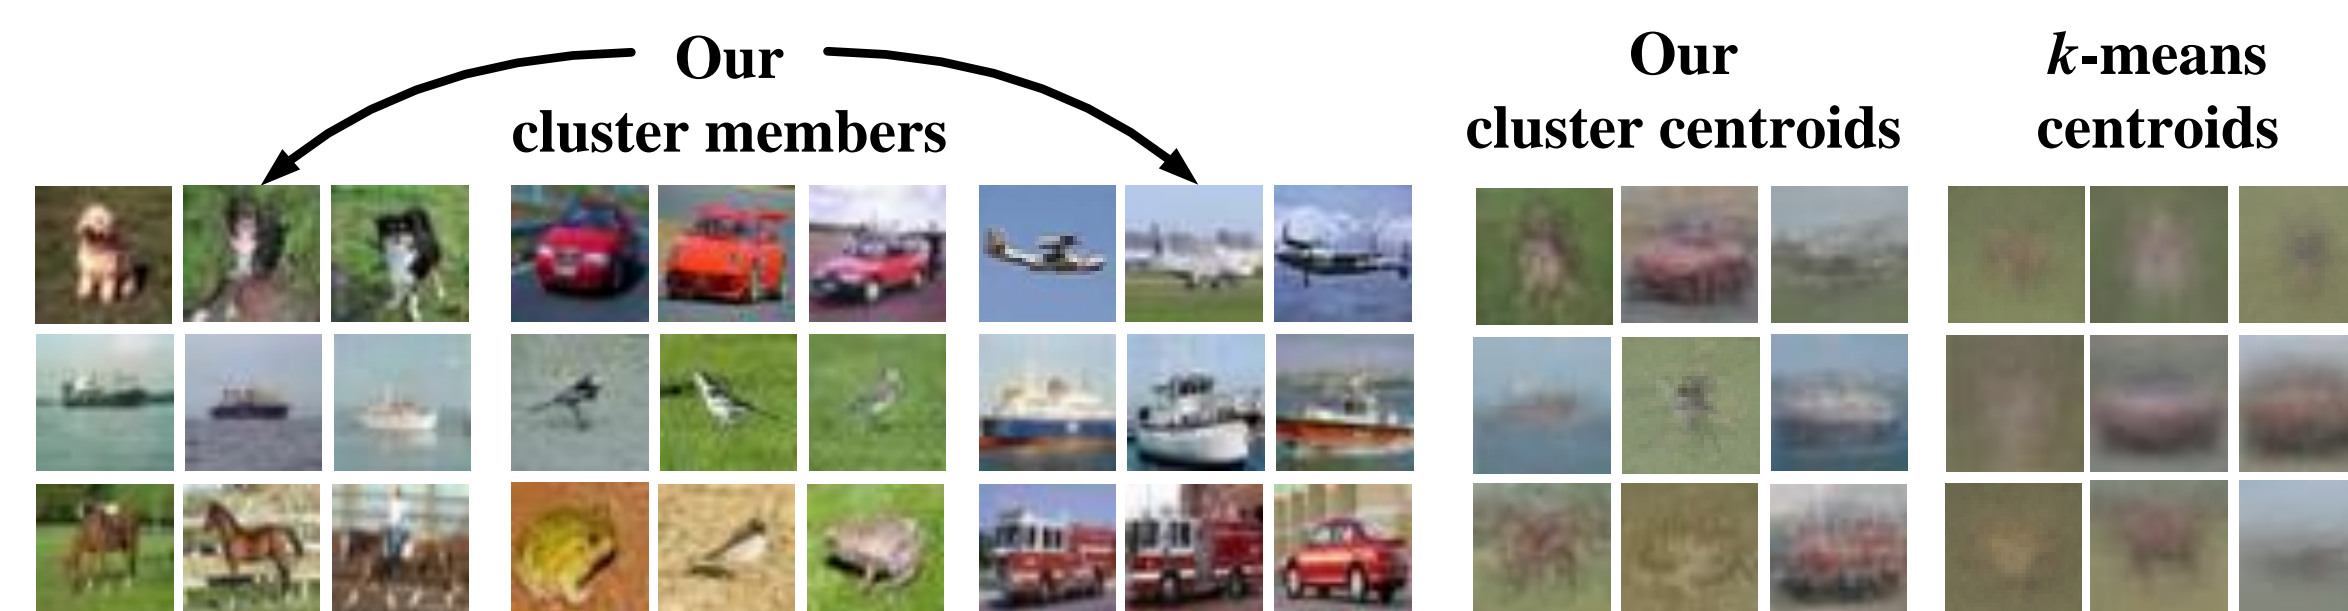 Our
cluster members
Our
cluster centroids
k-means
centroids